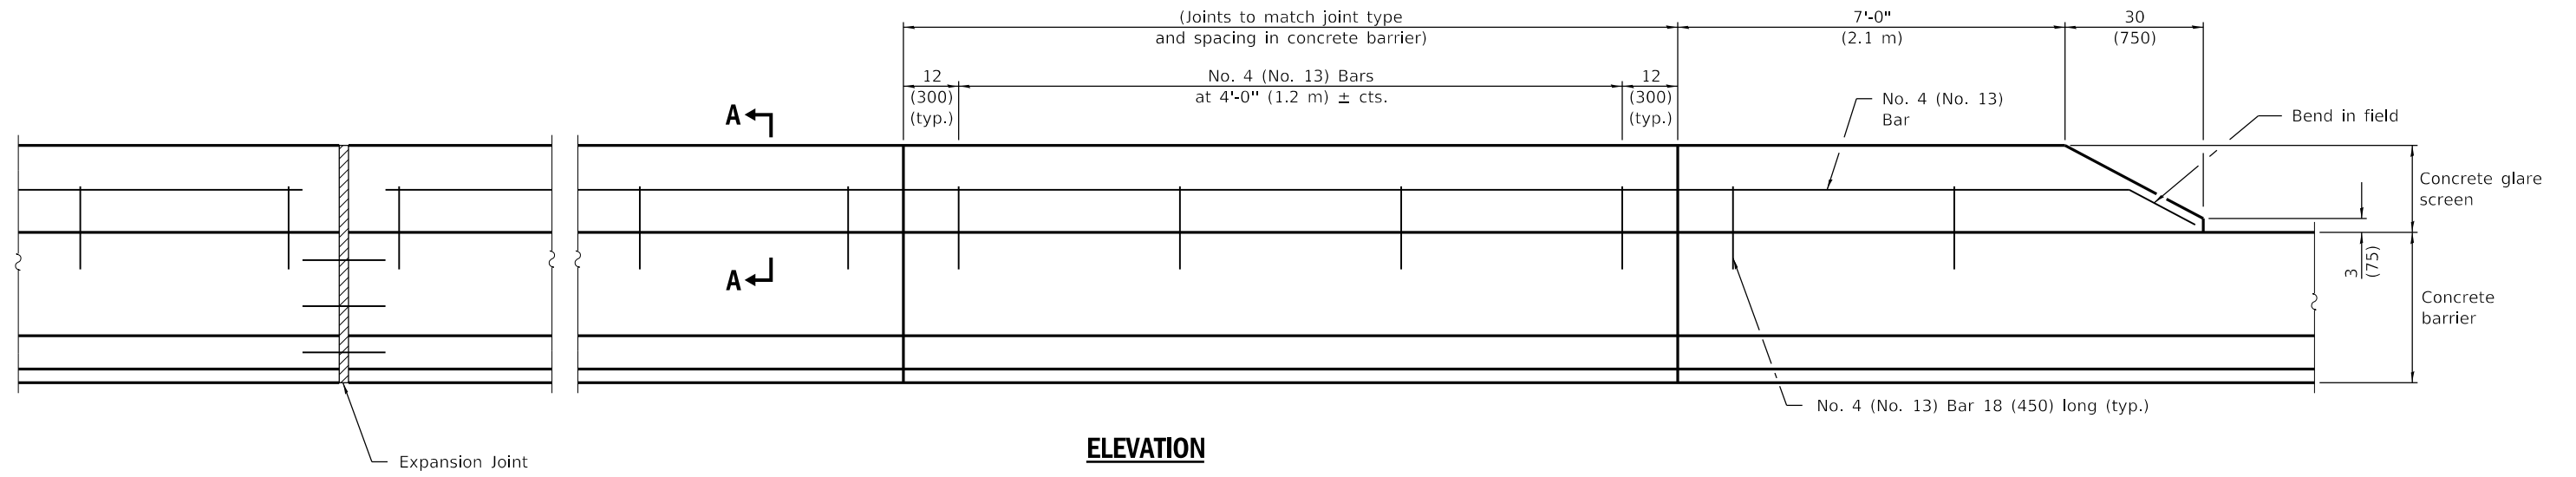 (Joints to match joint type
and spacing in concrete barrier)
7'-0"
(2.1 m)
30
(750)
12
(300)
(typ.)
No. 4 (No. 13) Bars
at 4'-0" (1.2 m) ± cts.
12
(300)
(typ.)
A
No. 4 (No. 13)
Bar
Bend in field
Concrete glare
screen
3
(75)
A
Concrete
barrier
No. 4 (No. 13) Bar 18 (450) long (typ.)
Expansion Joint
ELEVATION